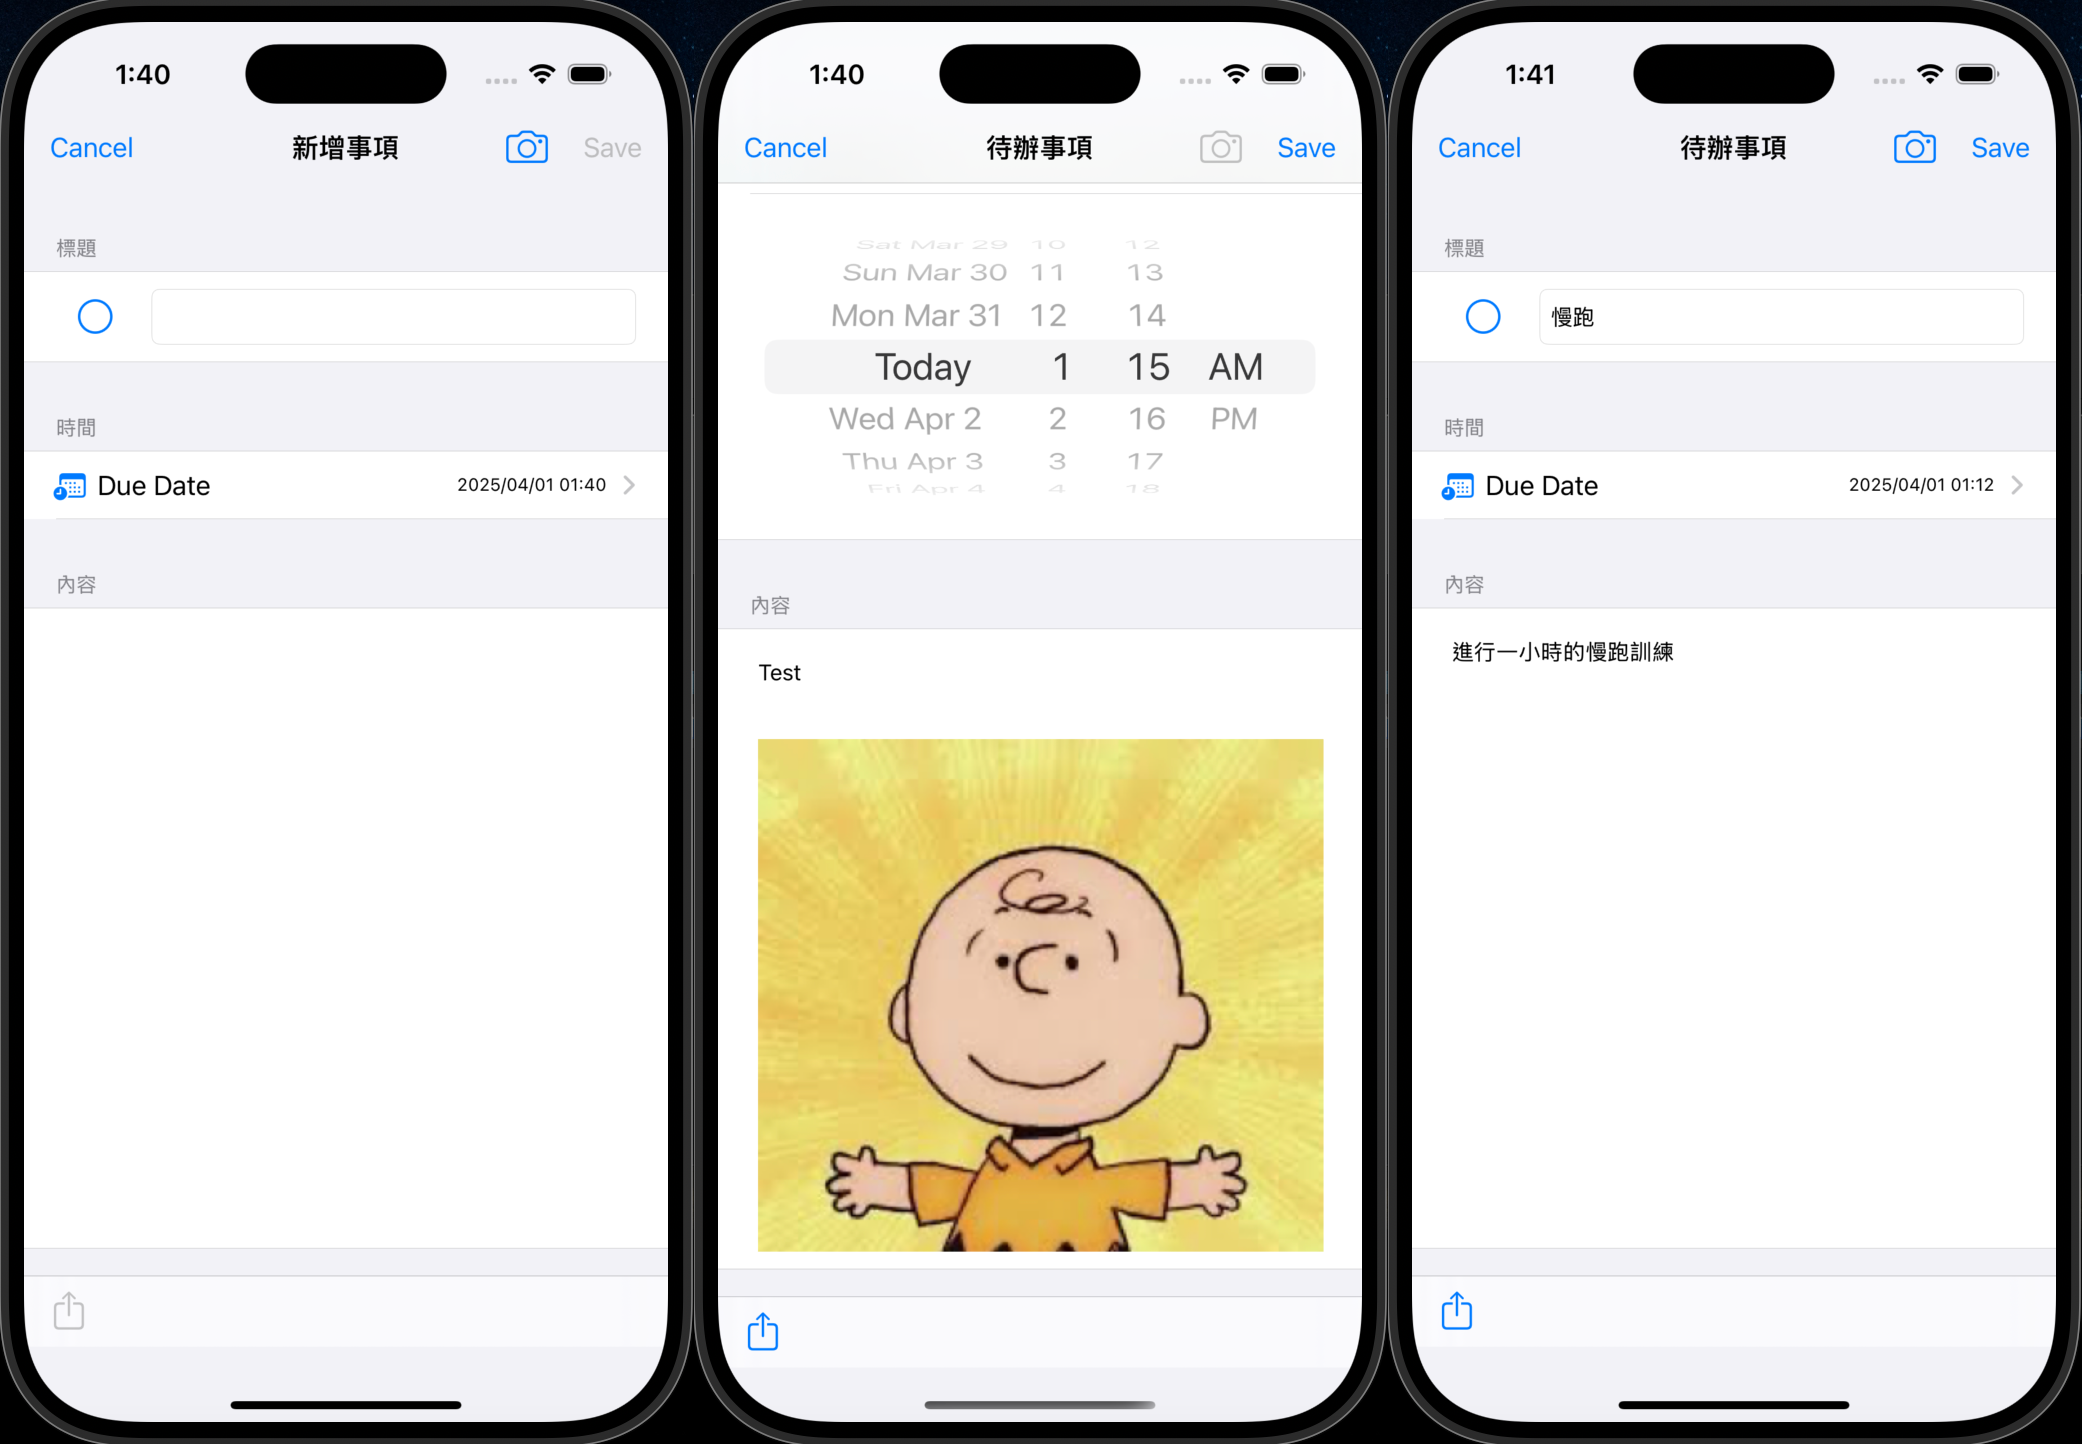 1:40
Cancel
新增事項
Save
標題
時間
Due Date
2025/04/01 01:40
內容
1:40
Cancel
待辦事項
Save
Sat Mar 29 10 12
Sun Mar 30 11 13
Mon Mar 31 12 14
Today 1 15 AM
Wed Apr 2 2 16 PM
Thu Apr 3 3 17
Fri Apr 4 4 18
內容
Test
1:41
Cancel
待辦事項
Save
標題
慢跑
時間
Due Date
2025/04/01 01:12
內容
進行一小時的慢跑訓練